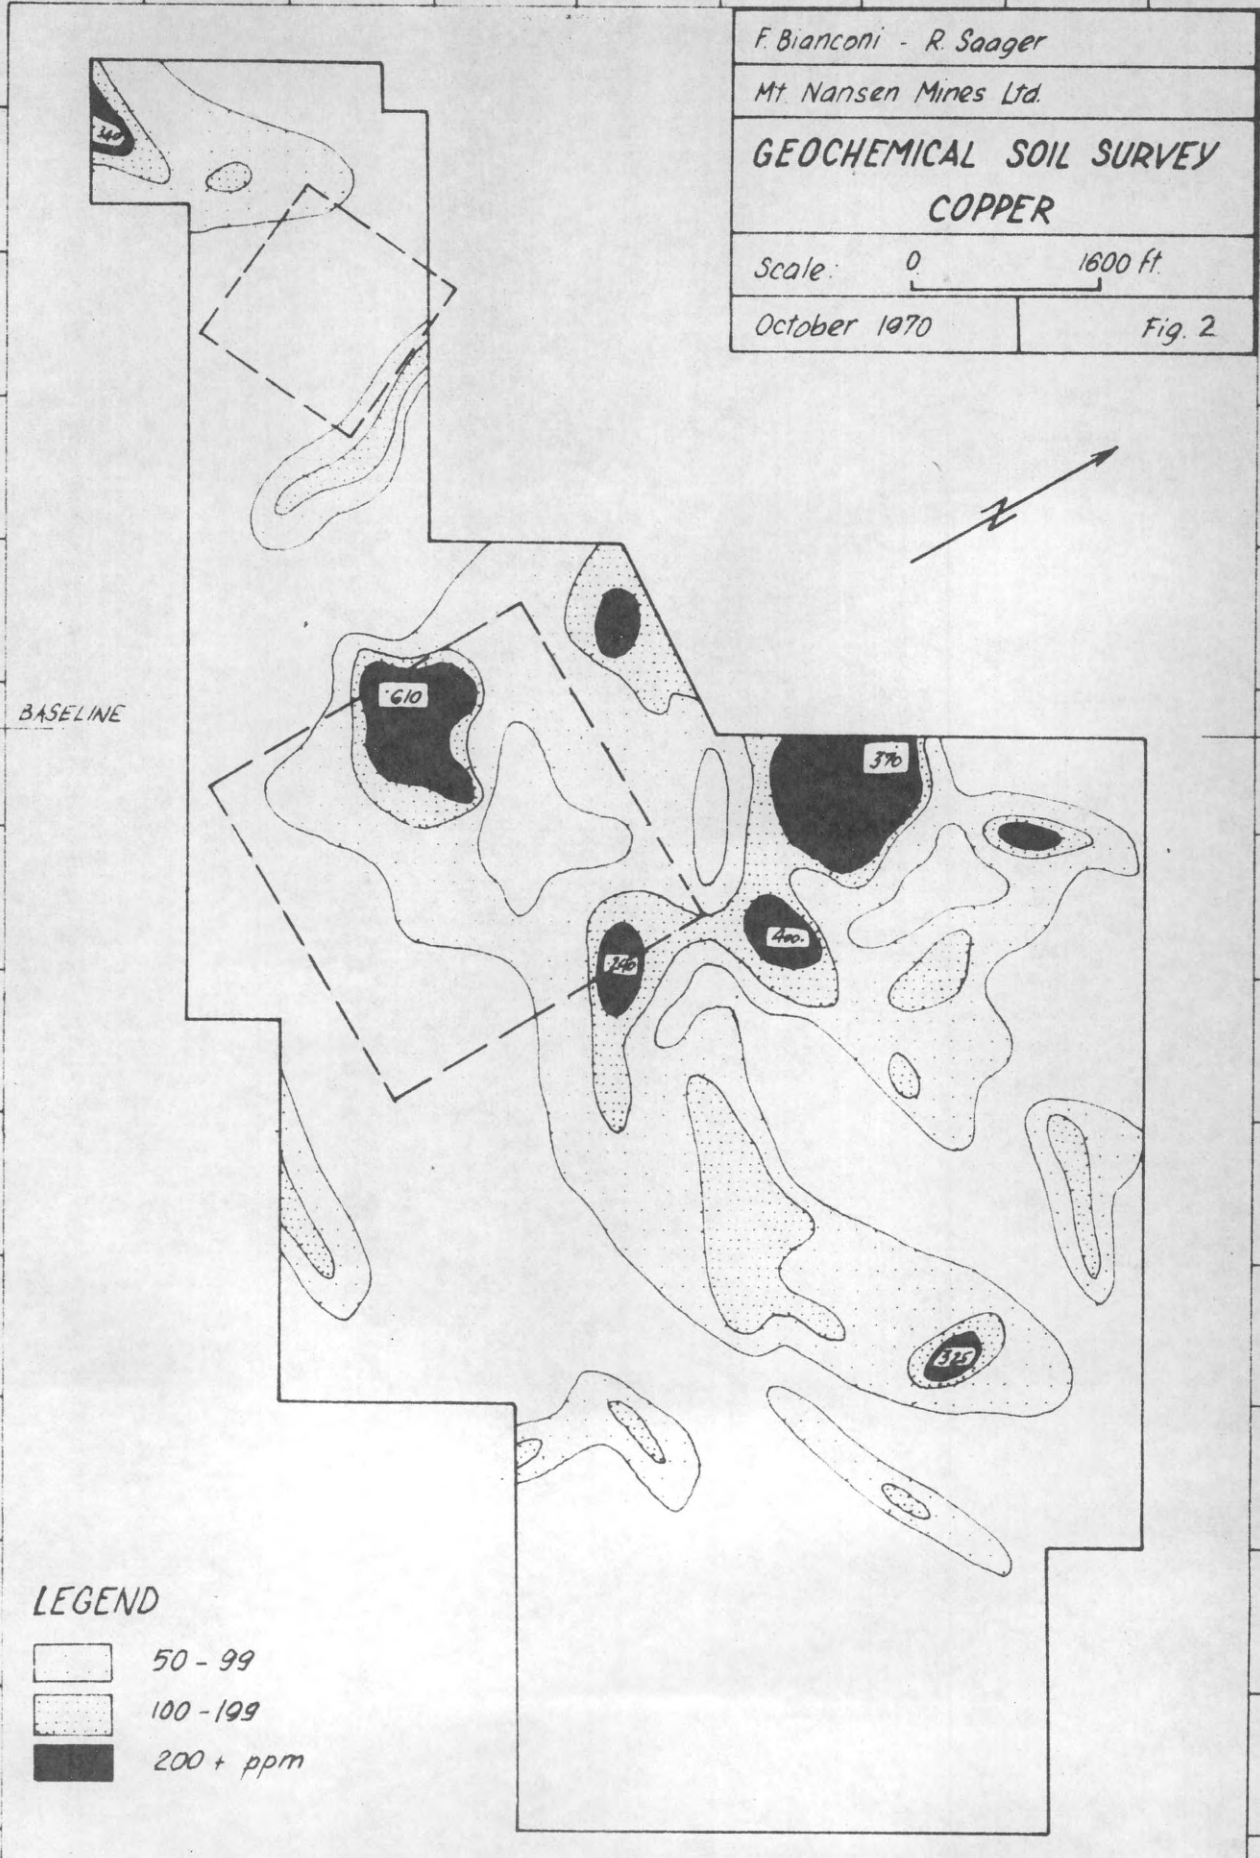 F. Bianconi - R. Saager
Mt. Nansen Mines Ltd.
GEOCHEMICAL SOIL SURVEY
COPPER
Scale: 0 1600 ft.
October 1970
Fig. 2
340
610
BASELINE
370
400
325
LEGEND
50 - 99
100 - 199
200 + ppm